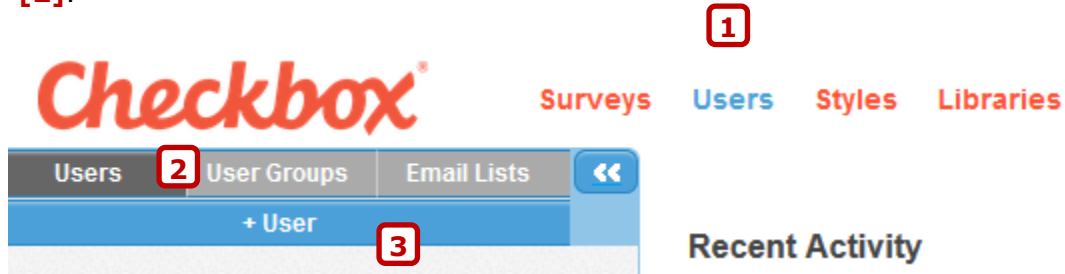 1
Checkbox®
Surveys Users Styles Libraries
Users 2 User Groups Email Lists <<
+ User
3
Recent Activity